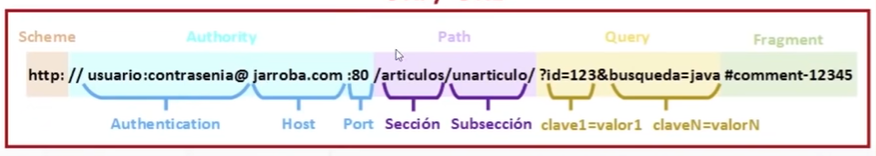 Scheme Authority Path Query Fragment
http: // usuario:contrasenia@ jarroba.com :80 /articulos/unarticulo/ ?id=123&busqueda=java #comment-12345
Authentication Host Port Sección Subsección clave1=valor1 claveN=valorN